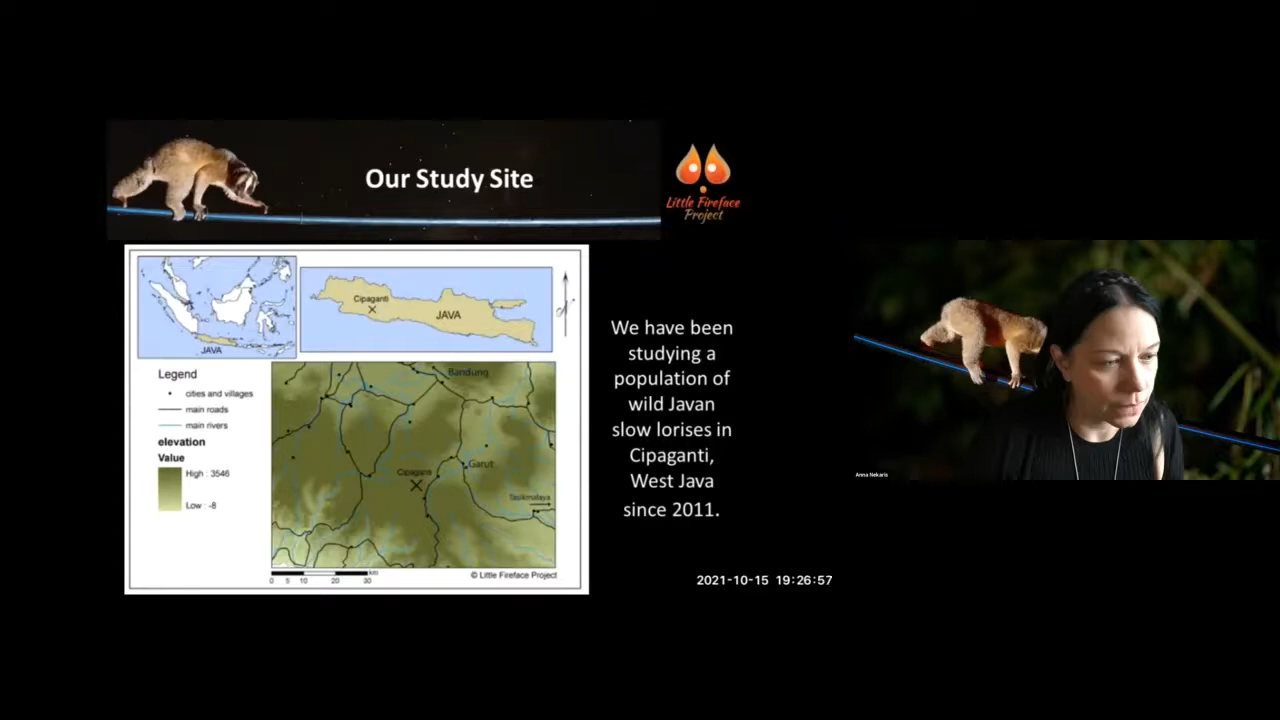 Our Study Site
Little Fireface
Project
JAVA
Cipaganti
JAVA
Legend
cities and villages
main roads
main rivers
elevation
Value
High : 3546
Low : -8
Bandung
Garut
Cipaganti
Tasikmalaya
0 5 10 20 30
km
© Little Fireface Project
We have been
studying a
population of
wild Javan
slow lorises in
Cipaganti,
West Java
since 2011.
Anna Nekaris
2021-10-15 19:26:57